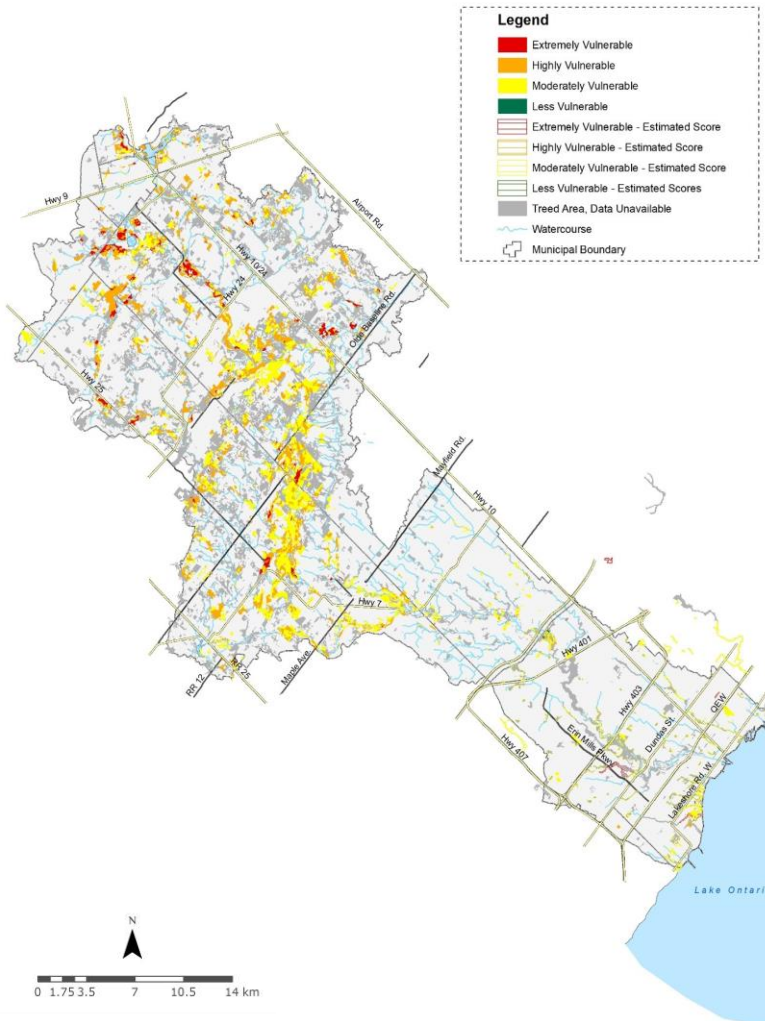 Legend
Extremely Vulnerable
Highly Vulnerable
Moderately Vulnerable
Less Vulnerable
Extremely Vulnerable - Estimated Score
Highly Vulnerable - Estimated Score
Moderately Vulnerable - Estimated Score
Less Vulnerable - Estimated Scores
Treed Area, Data Unavailable
Watercourse
Municipal Boundary
Hwy 9
Airport Rd.
Hwy 10/24
Hwy 24
Olde Baseline Rd.
Hwy 25
Mayfield Rd.
Hwy 10
Hwy 7
Maple Ave.
RR 12
RR 25
Hwy 401
Hwy 403
Dundas St.
QEW
Erin Mills Pkwy
Hwy 407
Lakeshore Rd. W
Lake Ontari
N
0 1.75 3.5 7 10.5 14 km